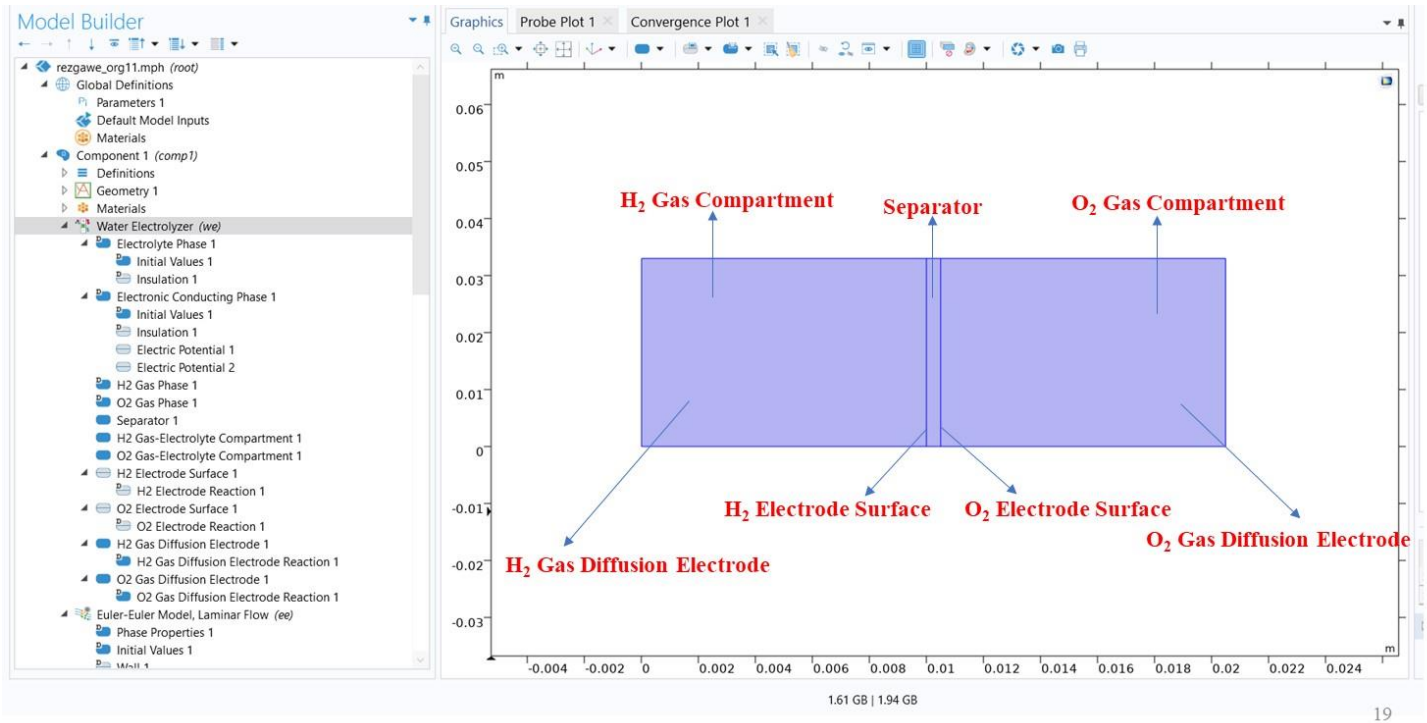 Model Builder
rezgawe_org11.mph (root)
Global Definitions
Pi Parameters 1
Default Model Inputs
Materials
Component 1 (comp1)
Definitions
Geometry 1
Materials
Water Electrolyzer (we)
Electrolyte Phase 1
Initial Values 1
Insulation 1
Electronic Conducting Phase 1
Initial Values 1
Insulation 1
Electric Potential 1
Electric Potential 2
H2 Gas Phase 1
O2 Gas Phase 1
Separator 1
H2 Gas-Electrolyte Compartment 1
O2 Gas-Electrolyte Compartment 1
H2 Electrode Surface 1
H2 Electrode Reaction 1
O2 Electrode Surface 1
O2 Electrode Reaction 1
H2 Gas Diffusion Electrode 1
H2 Gas Diffusion Electrode Reaction 1
O2 Gas Diffusion Electrode 1
O2 Gas Diffusion Electrode Reaction 1
Euler-Euler Model, Laminar Flow (ee)
Phase Properties 1
Initial Values 1
Wall 1
Graphics Probe Plot 1 Convergence Plot 1
m
0.06
0.05
0.04
0.03
0.02
0.01
0
-0.01
-0.02
-0.03
H₂ Gas Compartment
Separator
O₂ Gas Compartment
H₂ Electrode Surface
O₂ Electrode Surface
O₂ Gas Diffusion Electrode
H₂ Gas Diffusion Electrode
m
-0.004 -0.002 0 0.002 0.004 0.006 0.008 0.01 0.012 0.014 0.016 0.018 0.02 0.022 0.024
1.61 GB | 1.94 GB
19